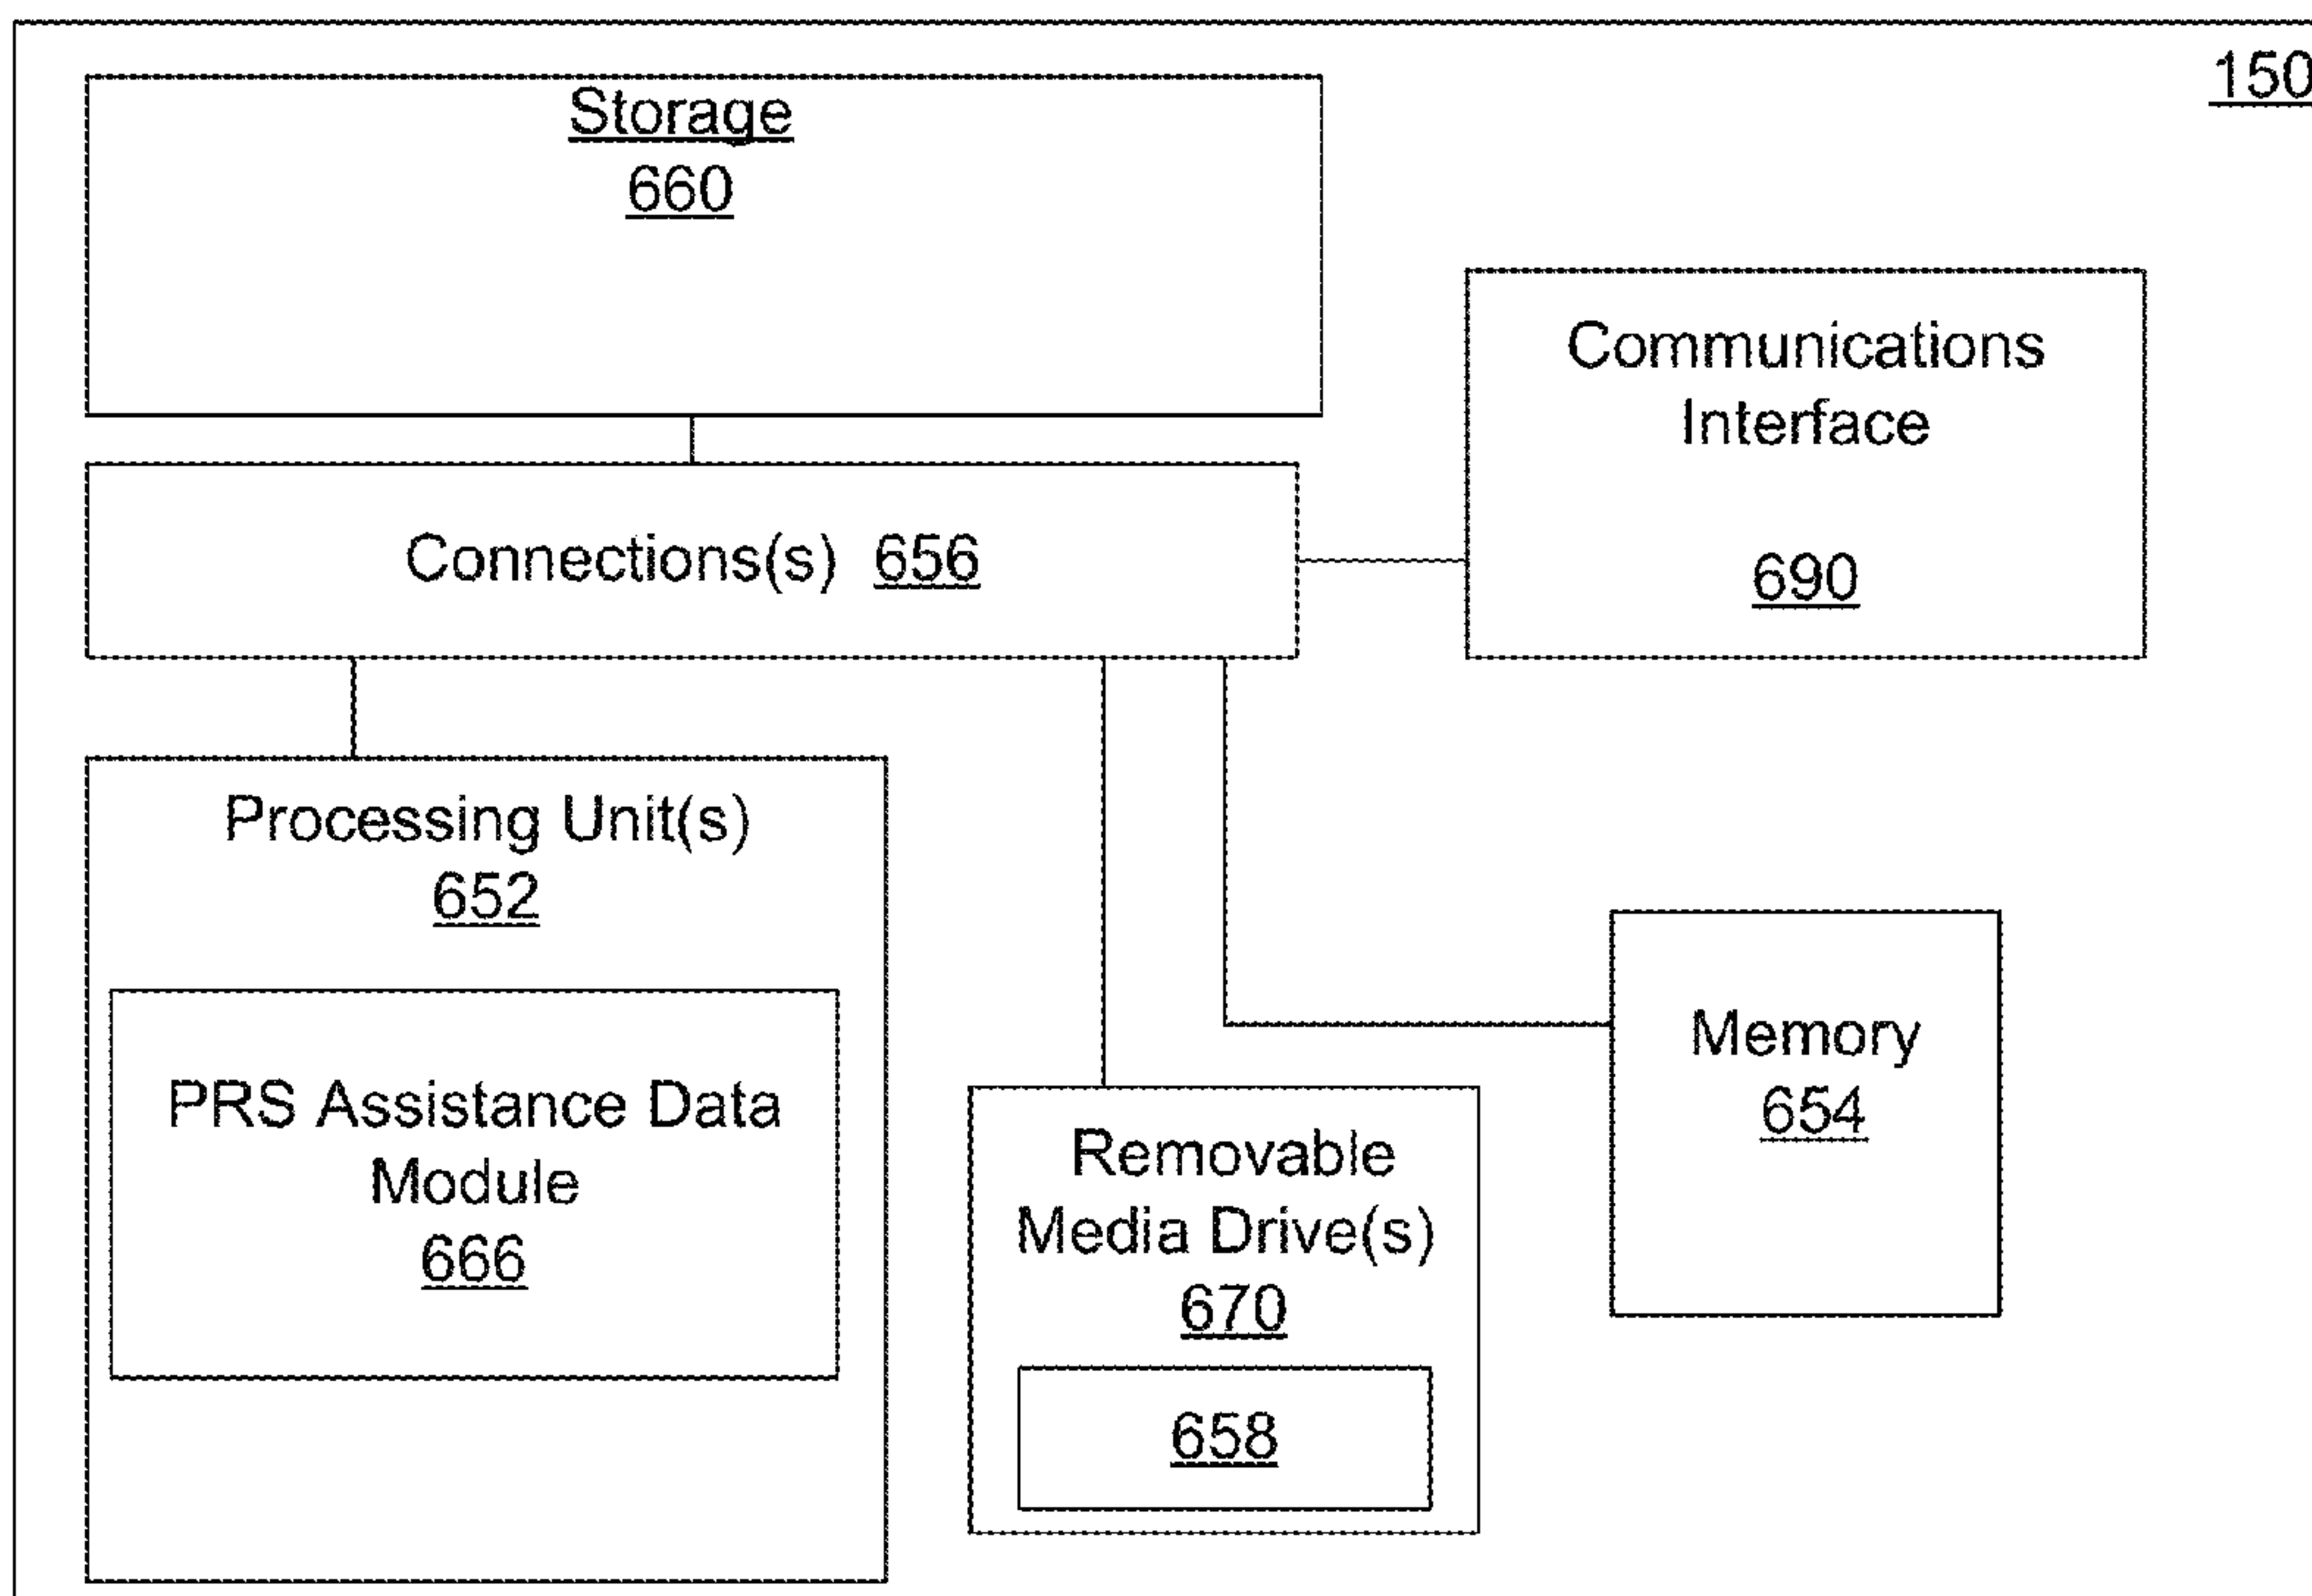 150
Storage
660
Communications
Interface
690
Connections(s) 656
Processing Unit(s)
652
PRS Assistance Data
Module
666
Removable
Media Drive(s)
670
658
Memory
654